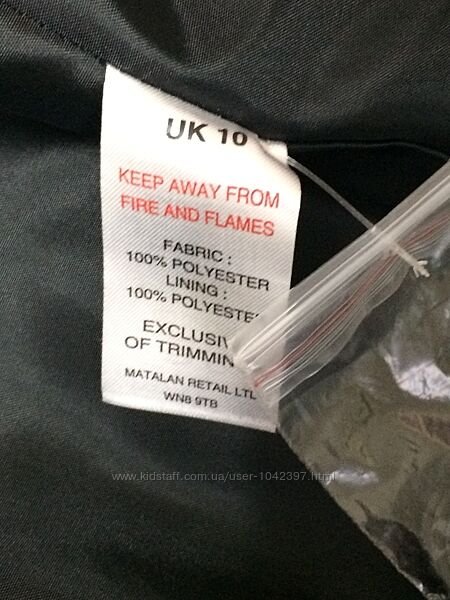 UK 10
KEEP AWAY FROM
FIRE AND FLAMES
FABRIC :
100% POLYESTER
LINING :
100% POLYESTE
EXCLUSIV
OF TRIMMIN
MATALAN RETAIL LTD
WN8 9TB
www.kidstaff.com.ua/user-1042397.html